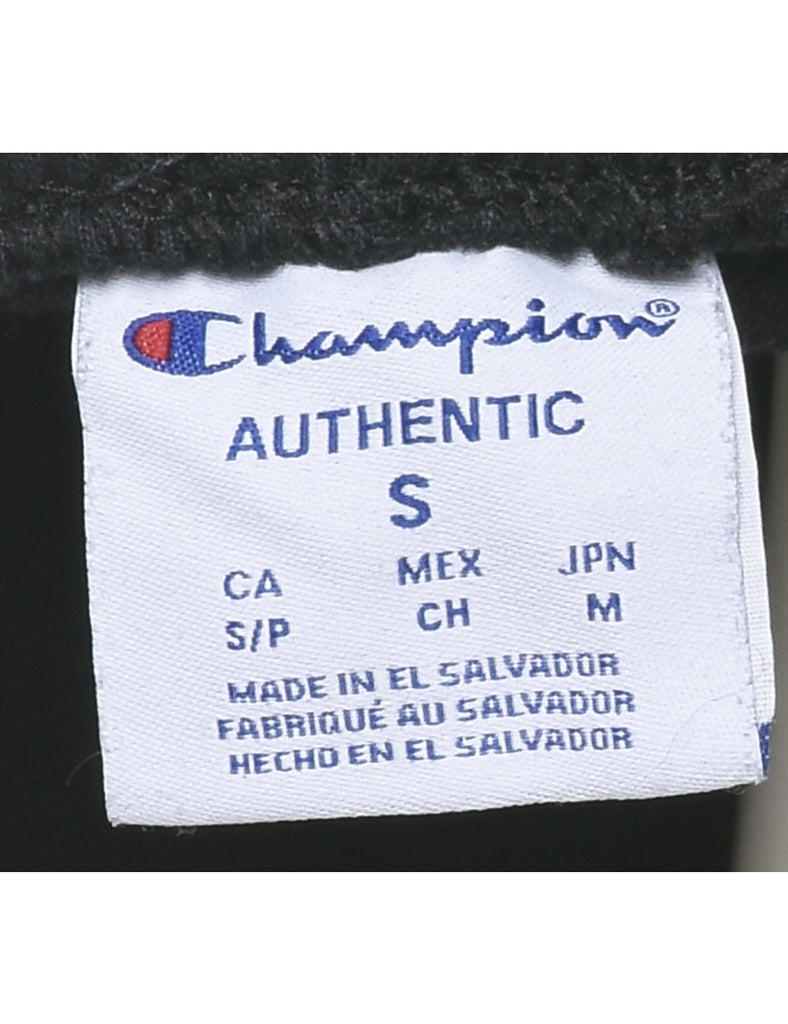 Champion®
AUTHENTIC
S
CA MEX JPN
S/P CH M
MADE IN EL SALVADOR
FABRIQUÉ AU SALVADOR
HECHO EN EL SALVADOR